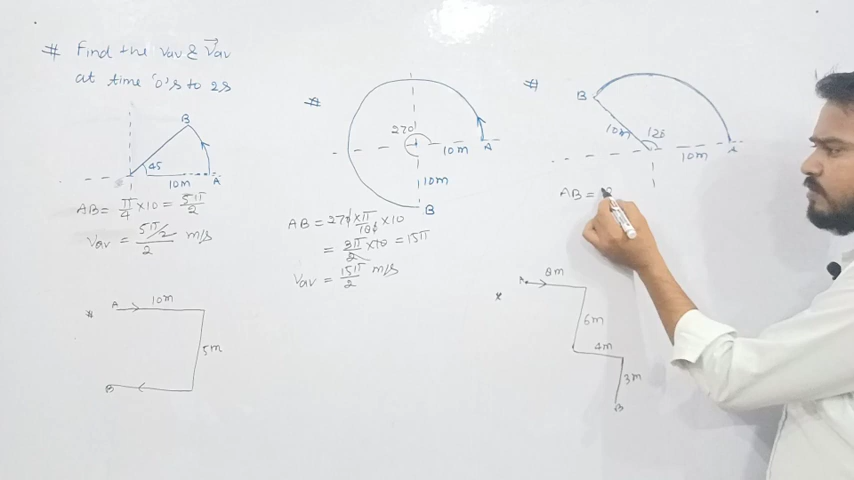 # Find the Vav & V⃗av
at time '0's to 2s
B
45
10m
A
AB = π/4 × 10 = 5π/2
Vav = (5π/2)/2 m/s
#
270
10m
A
10m
B
AB = 270 × π/180 × 10
= 3π/2 × 10 = 15π
Vav = 15π/2 m/s
#
B
10m
10m
A
AB =
*
A
10m
5m
B
*
A
8m
6m
4m
3m
B